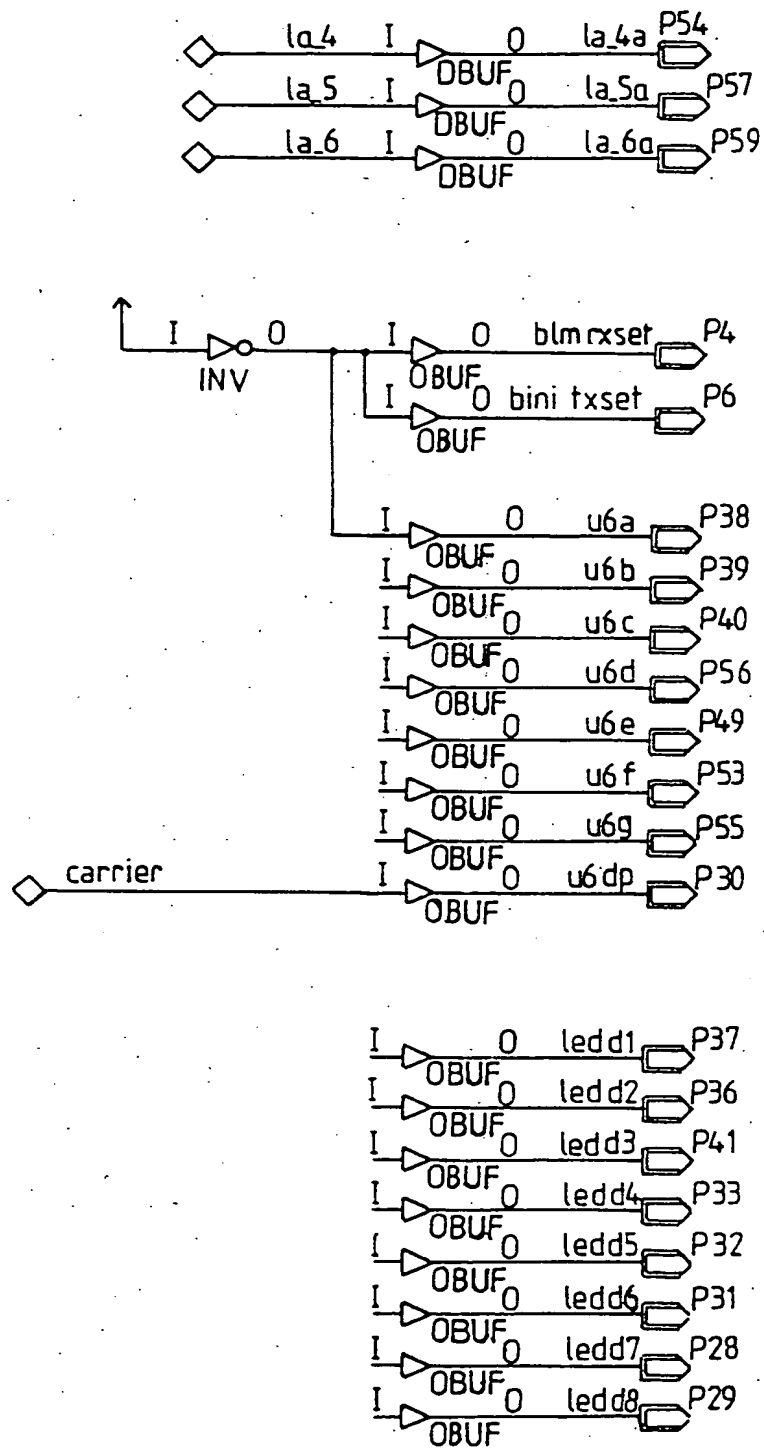 la_4 I O la_4a P54
OBUF
la_5 I O la_5a P57
OBUF
la_6 I O la_6a P59
OBUF
I O I O blmrxset P4
INV OBUF
I O bini txset P6
OBUF
I O u6a P38
OBUF
I O u6b P39
OBUF
I O u6c P40
OBUF
I O u6d P56
OBUF
I O u6e P49
OBUF
I O u6f P53
OBUF
I O u6g P55
OBUF
carrier I O u6dp P30
OBUF
I O ledd1 P37
OBUF
I O ledd2 P36
OBUF
I O ledd3 P41
OBUF
I O ledd4 P33
OBUF
I O ledd5 P32
OBUF
I O ledd6 P31
OBUF
I O ledd7 P28
OBUF
I O ledd8 P29
OBUF